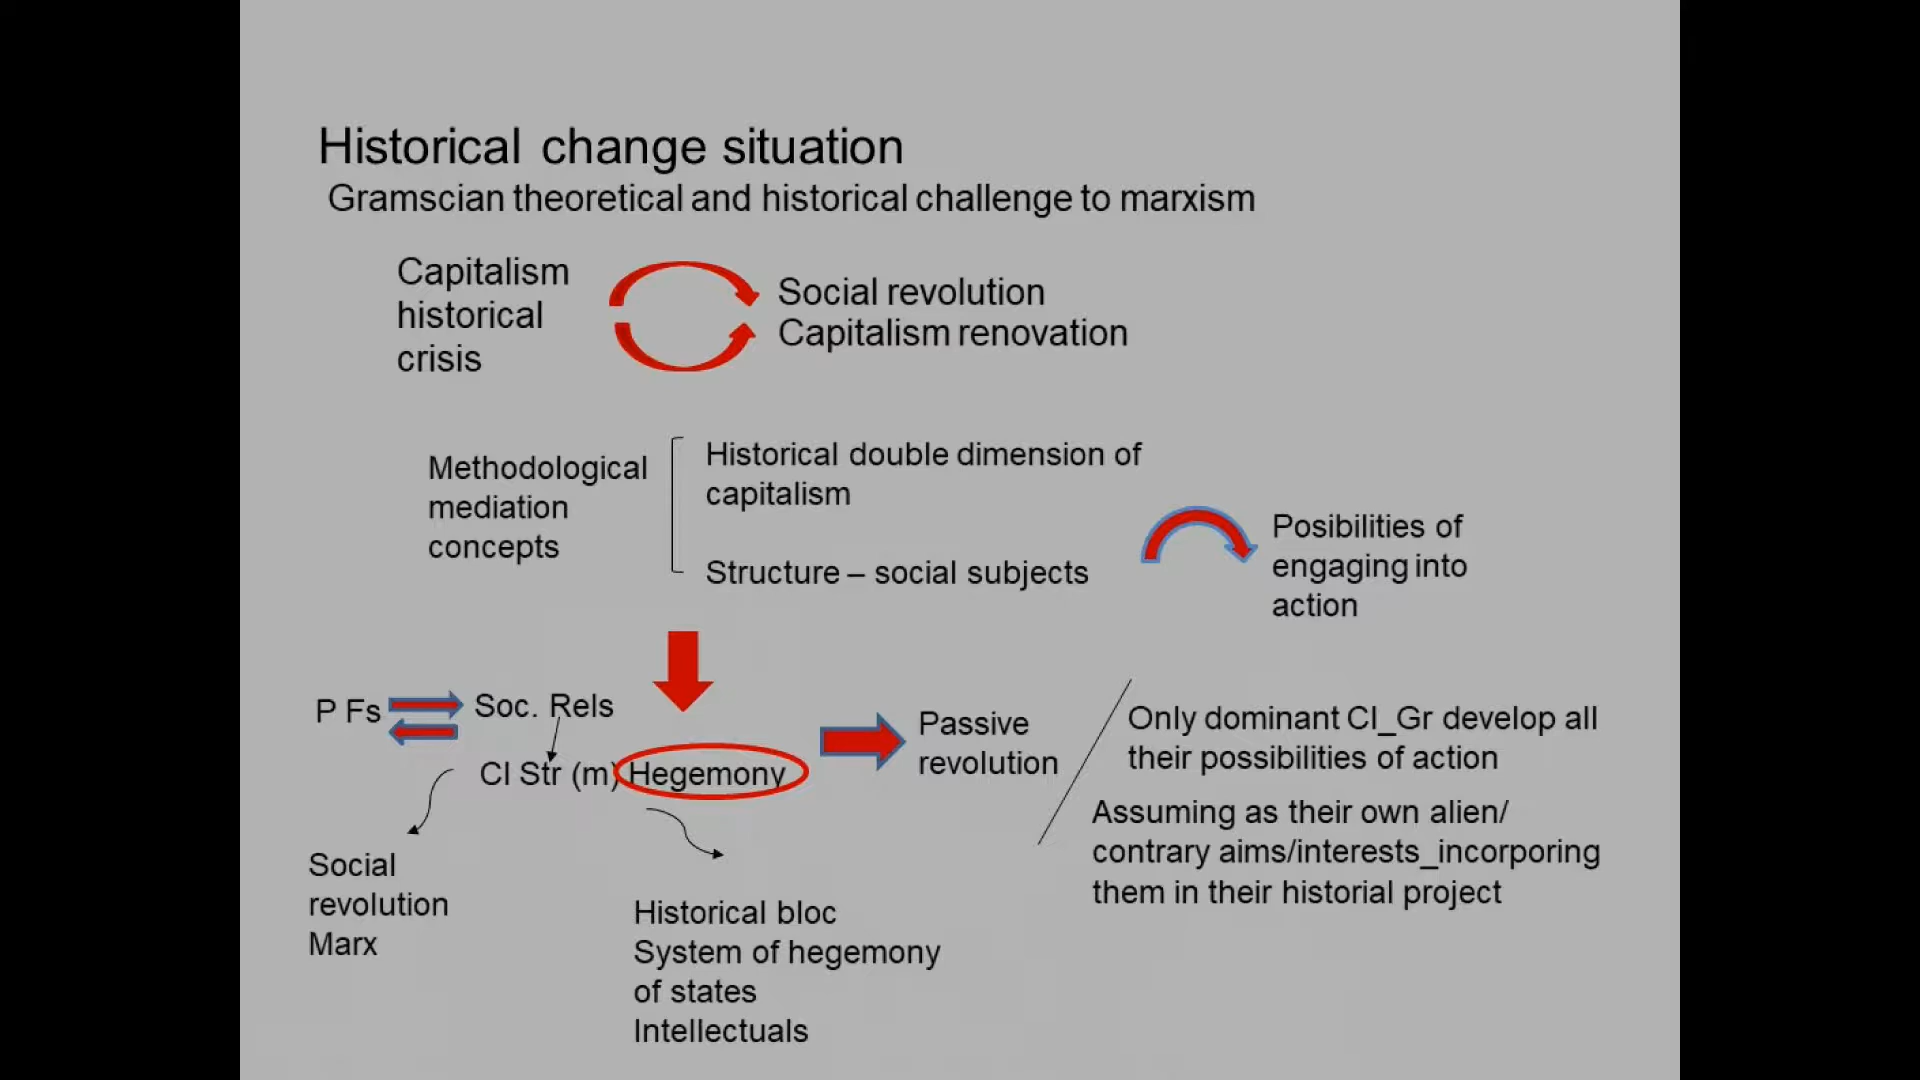 Historical change situation
Gramscian theoretical and historical challenge to marxism
Capitalism
historical
crisis
Social revolution
Capitalism renovation
Methodological
mediation
concepts
Historical double dimension of
capitalism
Structure – social subjects
Posibilities of
engaging into
action
P Fs
Soc. Rels
Cl Str (m) Hegemony
Passive
revolution
Only dominant Cl_Gr develop all
their possibilities of action
Assuming as their own alien/
contrary aims/interests_incorporing
them in their historial project
Social
revolution
Marx
Historical bloc
System of hegemony
of states
Intellectuals